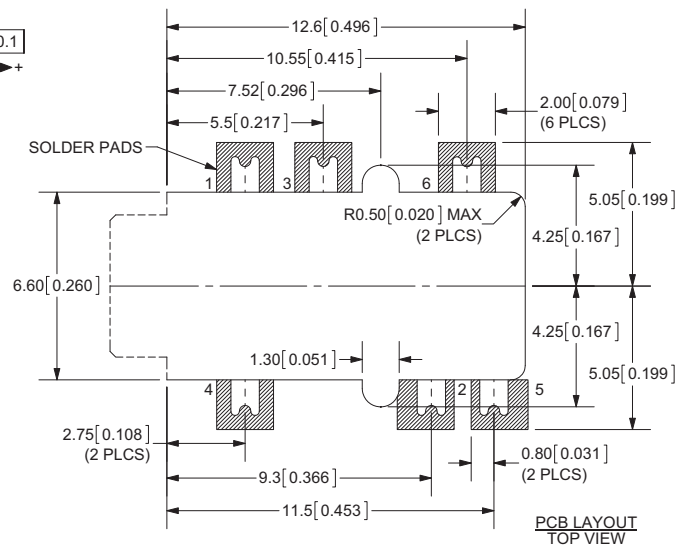 0.1
+
12.6[0.496]
10.55[0.415]
7.52[0.296]
5.5[0.217]
2.00[0.079]
(6 PLCS)
SOLDER PADS
1
3
6
5.05[0.199]
R0.50[0.020] MAX
(2 PLCS)
4.25[0.167]
6.60[0.260]
1.30[0.051]
4.25[0.167]
5.05[0.199]
4
2
5
2.75[0.108]
(2 PLCS)
0.80[0.031]
(2 PLCS)
9.3[0.366]
11.5[0.453]
PCB LAYOUT
TOP VIEW